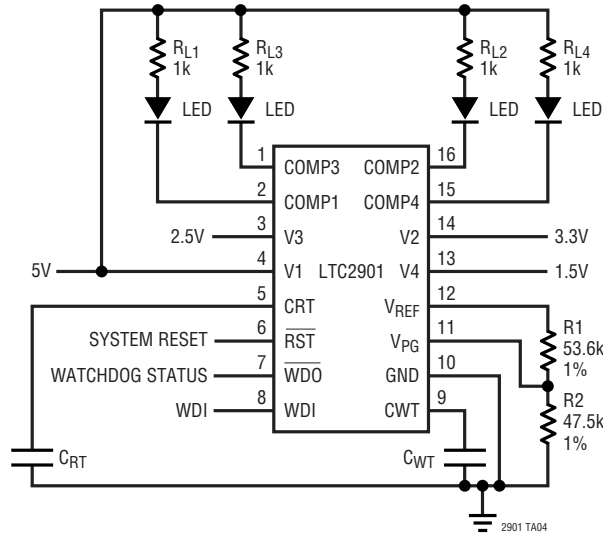 RL1
1k
RL3
1k
RL2
1k
RL4
1k
LED
LED
LED
LED
1
COMP3
COMP2
16
2
COMP1
COMP4
15
2.5V
3
V3
V2
14
3.3V
5V
4
V1
LTC2901
V4
13
1.5V
5
CRT
VREF
12
SYSTEM RESET
6
RST
VPG
11
R1
53.6k
1%
WATCHDOG STATUS
7
WDO
GND
10
WDI
8
WDI
CWT
9
R2
47.5k
1%
CRT
CWT
2901 TA04